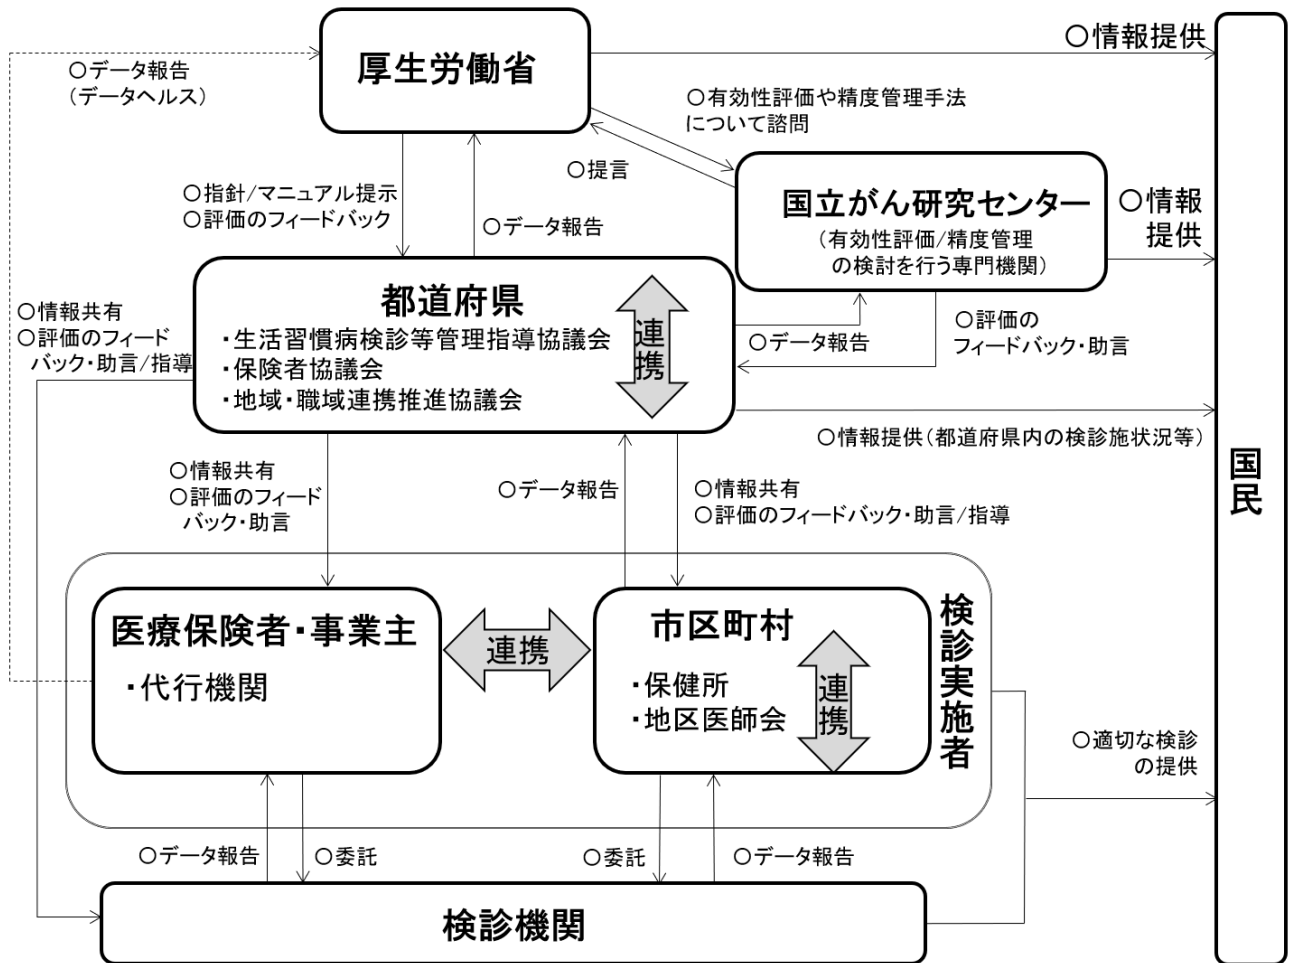 厚生労働省
○情報提供
○データ報告
（データヘルス）
○有効性評価や精度管理手法
について諮問
○提言
○指針/マニュアル提示
○評価のフィードバック
○データ報告
国立がん研究センター
（有効性評価/精度管理
の検討を行う専門機関）
○情報
提供
都道府県
・生活習慣病検診等管理指導協議会
・保険者協議会
・地域・職域連携推進協議会
連携
○情報共有
○評価のフィード
バック・助言/指導
○データ報告
○評価の
フィードバック・助言
○情報提供（都道府県内の検診施状況等）
国民
○情報共有
○評価のフィード
バック・助言
○データ報告
○情報共有
○評価のフィードバック・助言/指導
医療保険者・事業主
・代行機関
連携
市区町村
・保健所
・地区医師会
連携
検診実施者
○適切な検診
の提供
○データ報告
○委託
○委託
○データ報告
検診機関